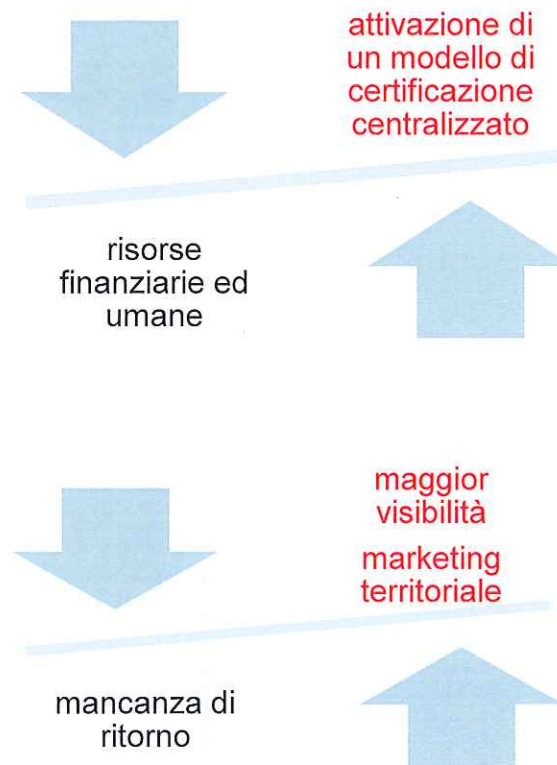 attivazione di
un modello di
certificazione
centralizzato
risorse
finanziarie ed
umane
maggior
visibilità
marketing
territoriale
mancanza di
ritorno